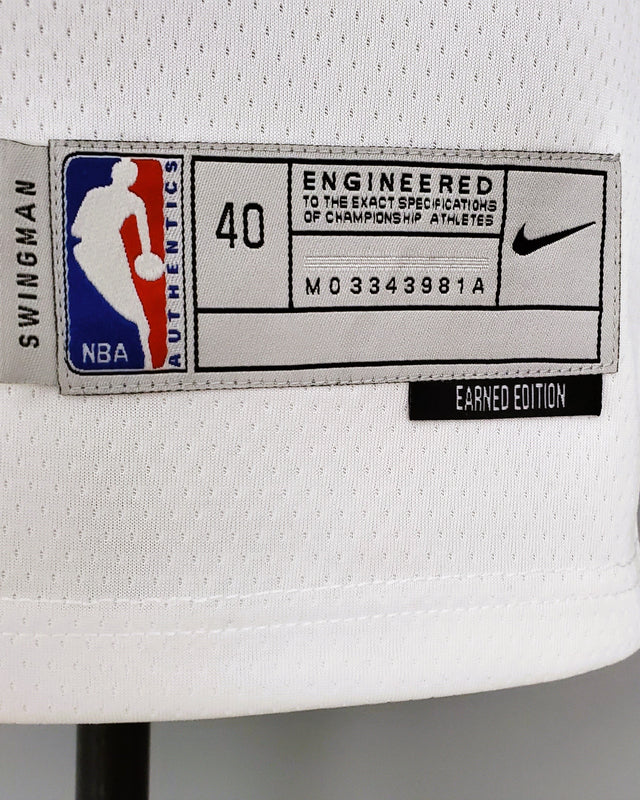 SWINGMAN
NBA
AUTHENTICS
40
ENGINEERED
TO THE EXACT SPECIFICATIONS
OF CHAMPIONSHIP ATHLETES
M03343981A
EARNED EDITION